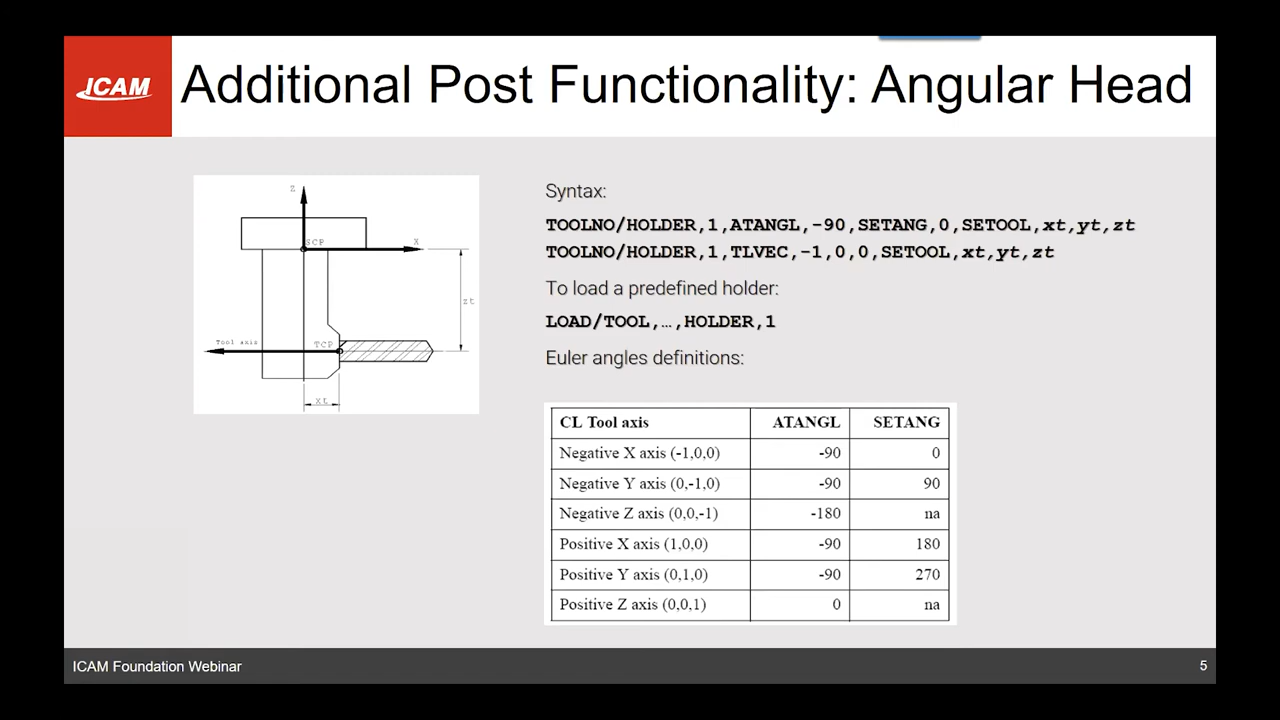 ICAM
Additional Post Functionality: Angular Head
Z
SCP
X
zt
Tool axis
TCP
xt
Syntax:
TOOLNO/HOLDER,1,ATANGL,-90,SETANG,0,SETOOL,xt,yt,zt
TOOLNO/HOLDER,1,TLVEC,-1,0,0,SETOOL,xt,yt,zt
To load a predefined holder:
LOAD/TOOL,…,HOLDER,1
Euler angles definitions:
CL Tool axis ATANGL SETANG
Negative X axis (-1,0,0) -90 0
Negative Y axis (0,-1,0) -90 90
Negative Z axis (0,0,-1) -180 na
Positive X axis (1,0,0) -90 180
Positive Y axis (0,1,0) -90 270
Positive Z axis (0,0,1) 0 na
ICAM Foundation Webinar
5